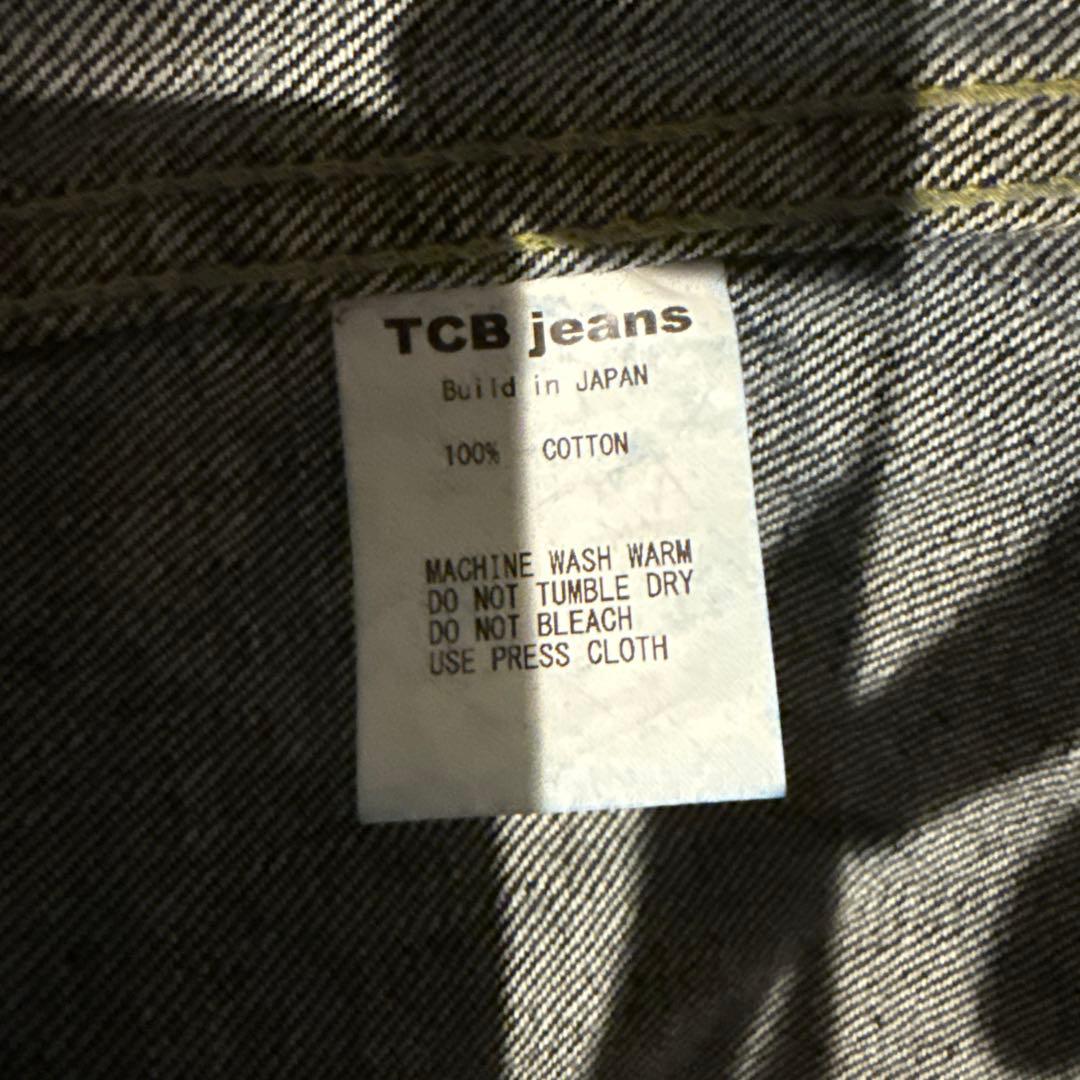 TCB jeans
Build in JAPAN
100% COTTON
MACHINE WASH WARM
DO NOT TUMBLE DRY
DO NOT BLEACH
USE PRESS CLOTH